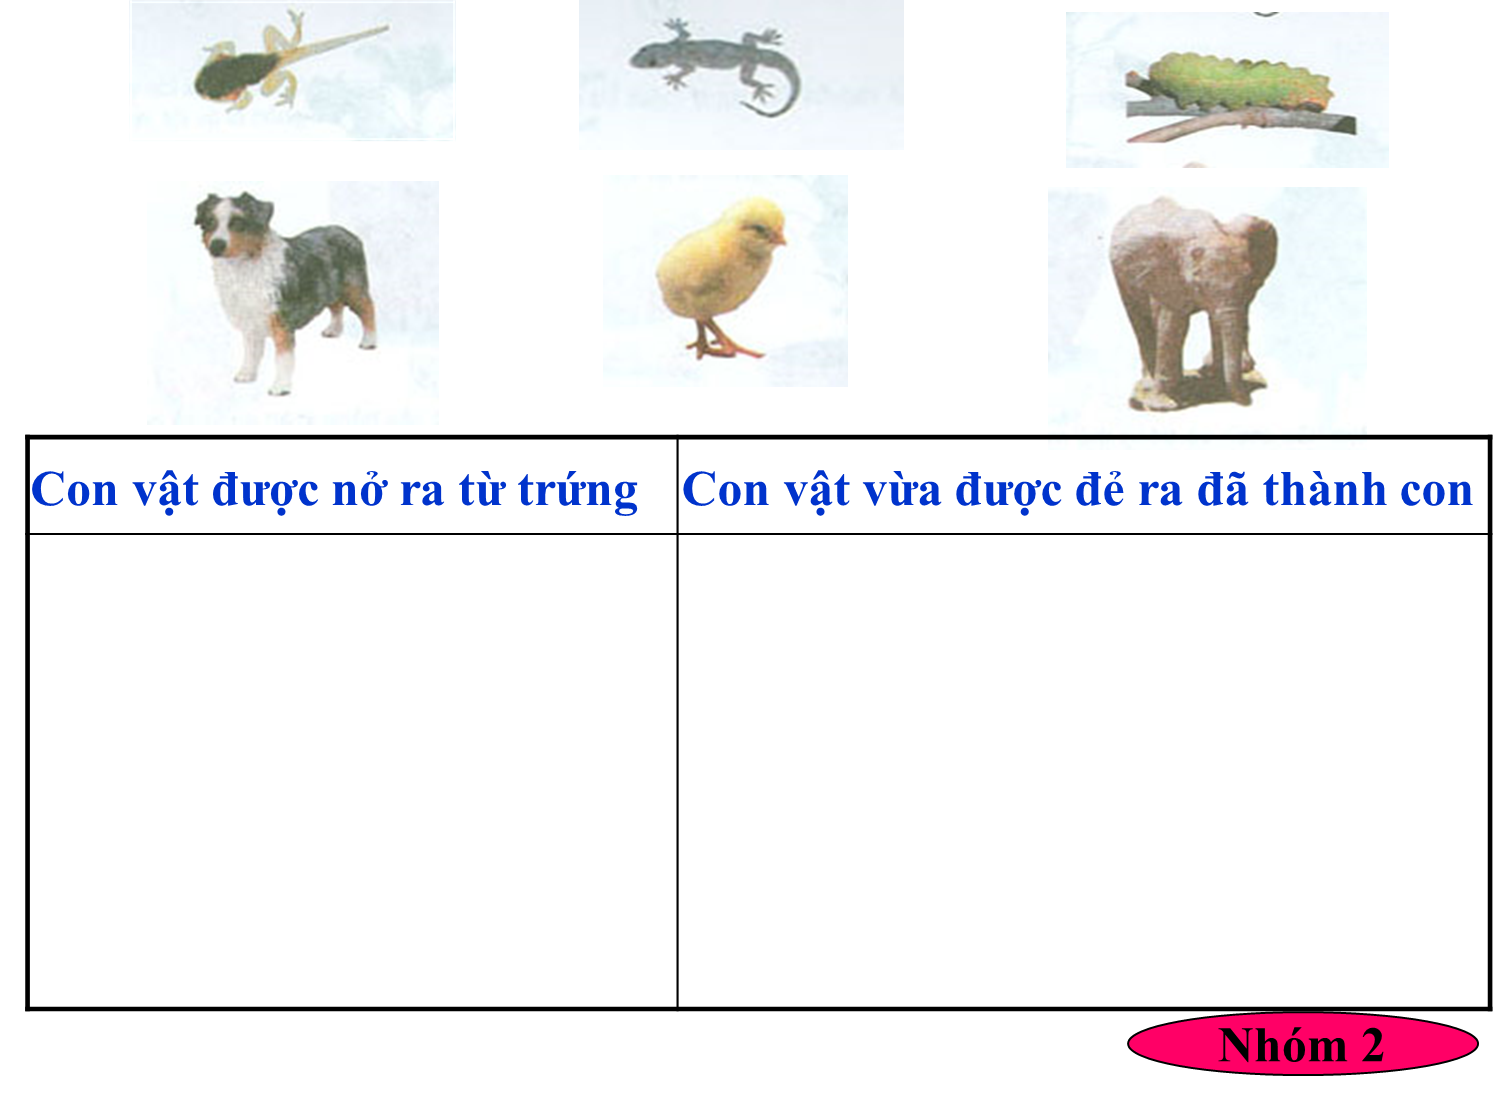 Con vật được nở ra từ trứng
Con vật vừa được đẻ ra đã thành con
Nhóm 2